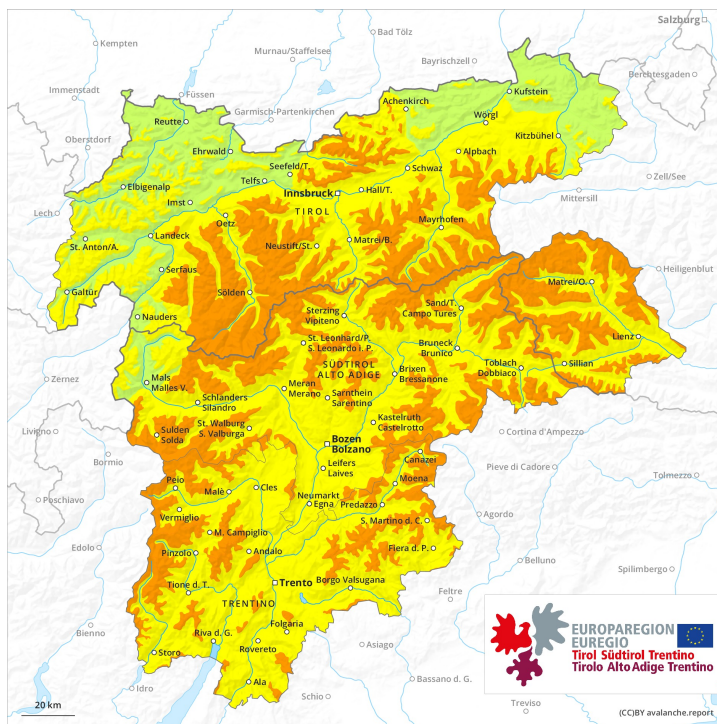 Salzburg
Kempten
Bad Tölz
Murnau/Staffelsee
Bayrischzell
Berchtesgaden
Immenstadt
Füssen
Garmisch-Partenkirchen
Achenkirch
Kufstein
Reutte
Wörgl
Oberstdorf
Ehrwald
Kitzbühel
Seefeld/T.
Alpbach
Schwaz
Zell/See
Elbigenalp
Telfs
Innsbruck
Hall/T.
Mittersill
Lech
Imst
TIROL
Oetz
Mayrhofen
St. Anton/A.
Landeck
Neustift/St.
Matrei/B.
Serfaus
Heiligenblut
Galtür
Sölden
Matrei/O.
Nauders
Sterzing
Vipiteno
Sand/T.
Campo Tures
Lienz
St. Leonhard/P.
S. Leonardo i. P.
Bruneck
Brunico
SÜDTIROL
ALTO ADIGE
Toblach
Dobbiaco
Sillian
Zernez
Mals
Malles V.
Meran
Merano
Brixen
Bressanone
Schlanders
Silandro
Sarnthein
Sarentino
St. Walburg
S. Valburga
Kastelruth
Castelrotto
Livigno
Sulden
Solda
Bozen
Bolzano
Cortina d'Ampezzo
Bormio
Canazei
Leifers
Laives
Pieve di Cadore
Tolmezzo
Peio
Malè
Cles
Moena
Poschiavo
Neumarkt
Egna
Predazzo
Vermiglio
Agordo
S. Martino d. C.
M. Campiglio
Edolo
Pinzolo
Andalo
Fiera d. P.
Belluno
Spilimbergo
Tione d. T.
Trento
Borgo Valsugana
Feltre
TRENTINO
Bienno
Folgaria
Riva d. G.
Rovereto
Asiago
Storo
Bassano d. G.
Idro
Ala
Schio
Treviso
EUROPAREGION
EUREGIO
Tirol Südtirol Trentino
Tirolo Alto Adige Trentino
20 km
(CC)BY avalanche.report